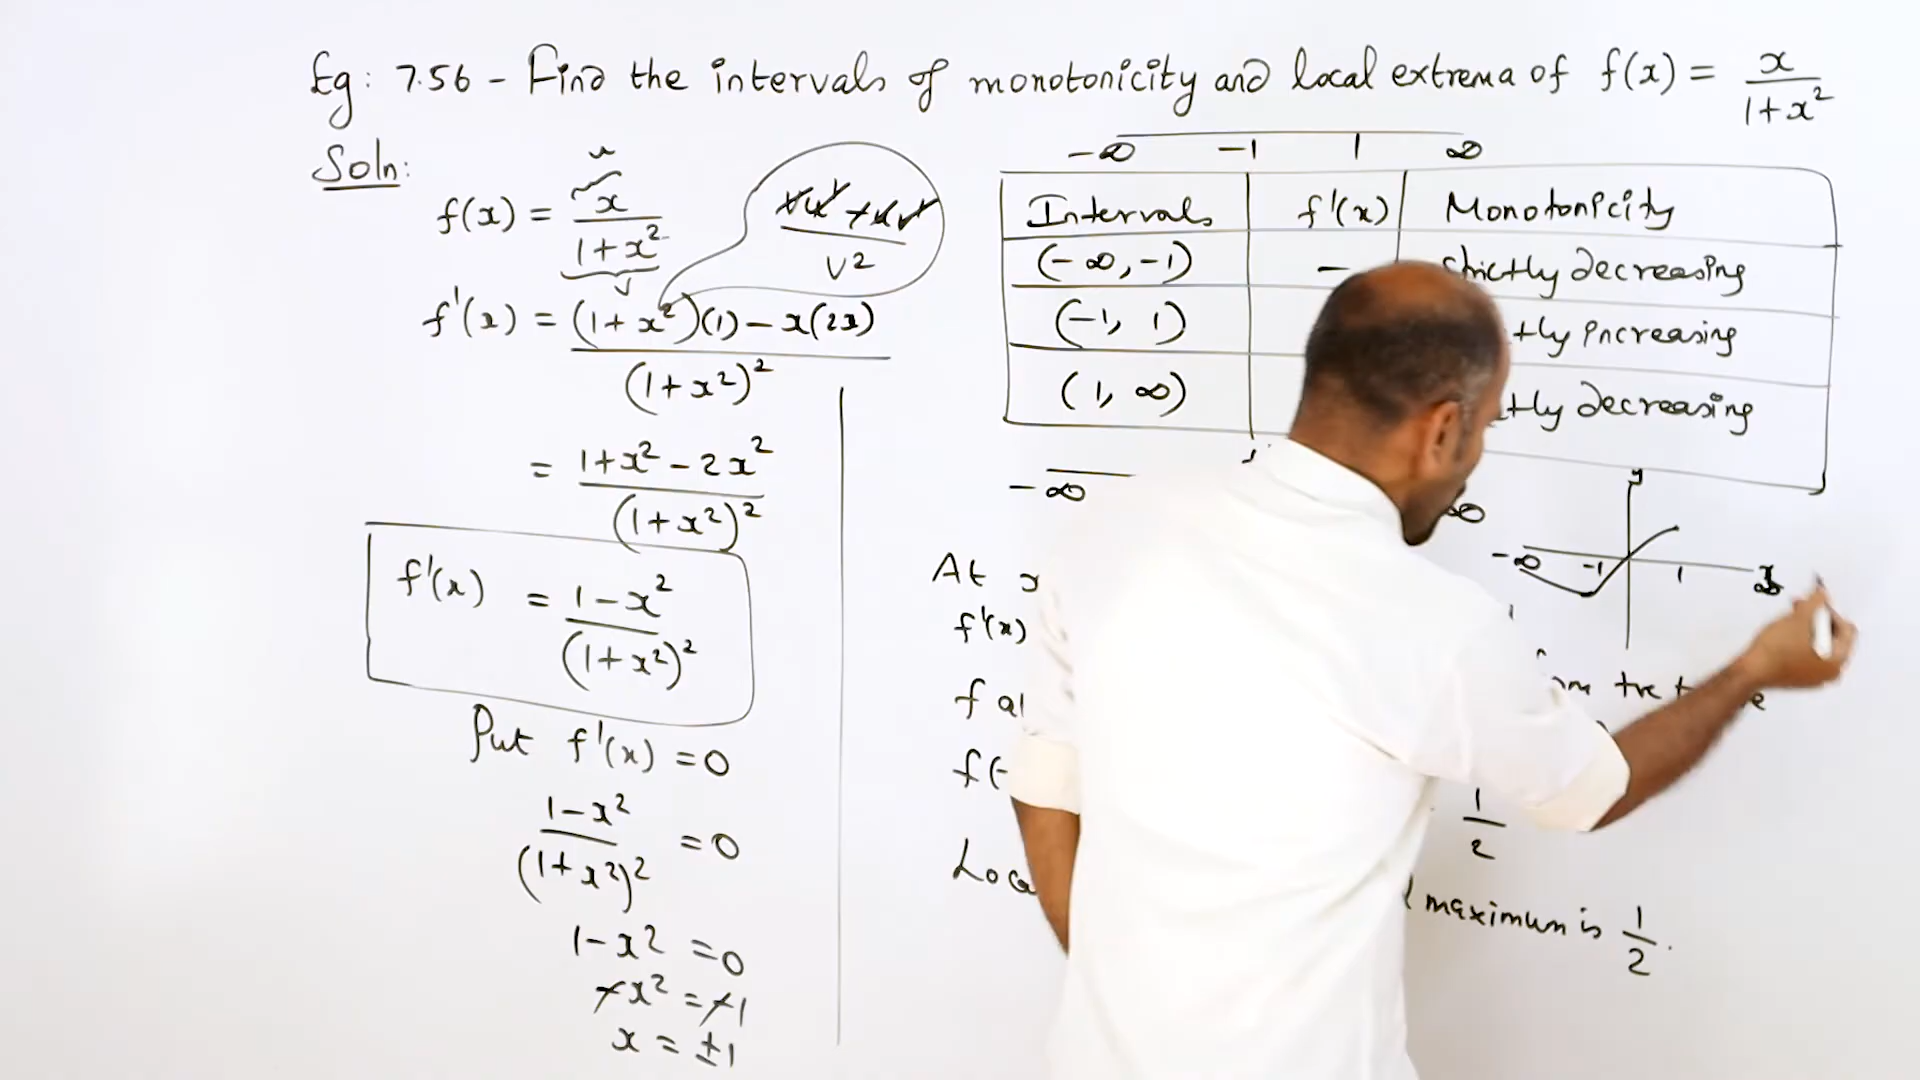 Eg: 7.56 - Find the intervals of monotonicity and local extrema of f(x) = x/(1+x²)
Soln:
u
f(x) = x/(1+x²)
v
v²
f'(x) = (1+x²)(1) - x(2x)/(1+x²)²
= 1+x² - 2x²/(1+x²)²
f'(x) = 1-x²/(1+x²)²
Put f'(x) = 0
1-x²/(1+x²)² = 0
1-x² = 0
-x² = -1
x = ±1
-∞ -1 1 ∞
Intervals f'(x) Monotonicity
(-∞, -1) - strictly decreasing
(-1, 1) tly increasing
(1, ∞) tly decreasing
-∞ ∞
y
-∞ -1 1
At x
f'(x)
f
f(-
1/2
maximum is 1/2.